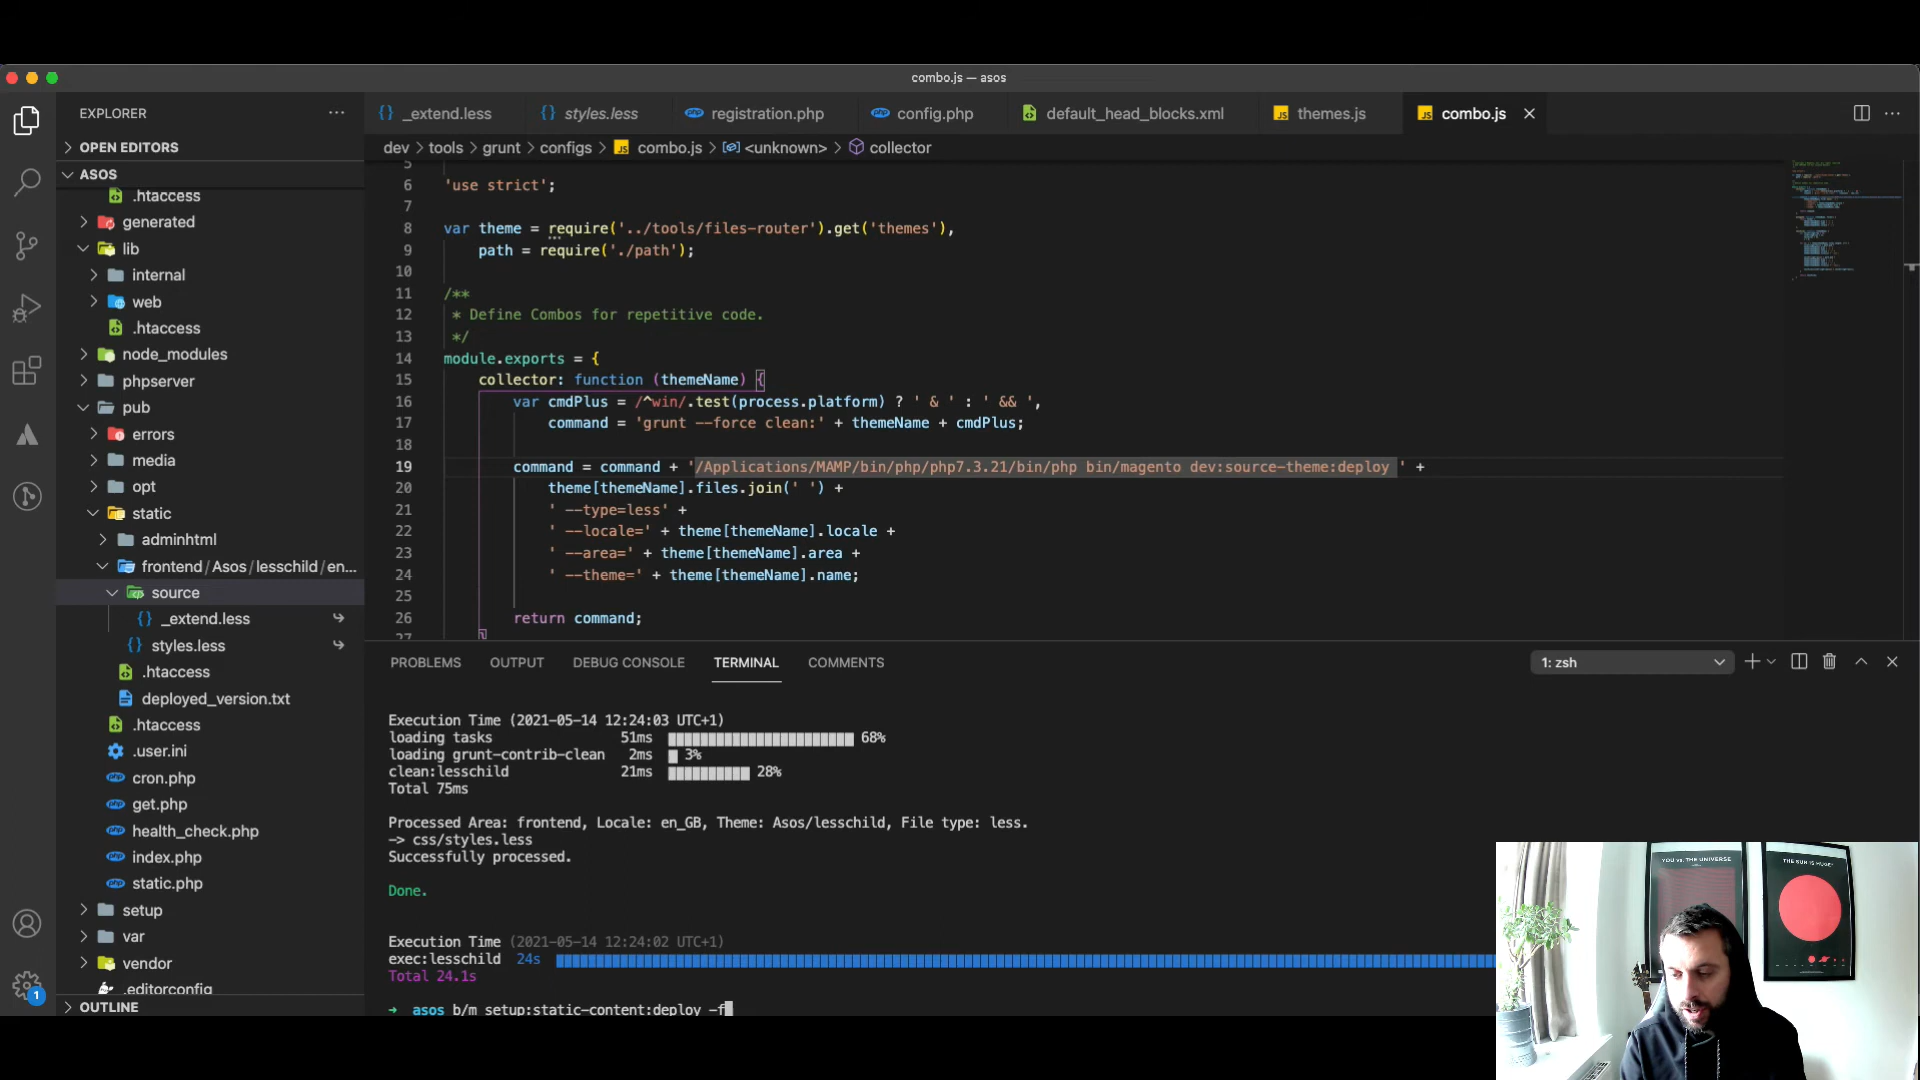 combo.js — asos
EXPLORER
OPEN EDITORS
ASOS
.htaccess
generated
lib
internal
web
.htaccess
node_modules
phpserver
pub
errors
media
opt
static
adminhtml
frontend/Asos/lesschild/en...
source
_extend.less
styles.less
.htaccess
deployed_version.txt
.htaccess
.user.ini
cron.php
get.php
health_check.php
index.php
static.php
setup
var
vendor
.editorconfig
OUTLINE
1
_extend.less styles.less registration.php config.php default_head_blocks.xml themes.js combo.js
dev > tools > grunt > configs > combo.js > <unknown> > collector
5
6 'use strict';
7
8 var theme = require('../tools/files-router').get('themes'),
9 path = require('./path');
10
11 /**
12 * Define Combos for repetitive code.
13 */
14 module.exports = {
15 collector: function (themeName) {
16 var cmdPlus = /^win/.test(process.platform) ? ' & ' : ' && ',
17 command = 'grunt --force clean:' + themeName + cmdPlus;
18
19 command = command + '/Applications/MAMP/bin/php/php7.3.21/bin/php bin/magento dev:source-theme:deploy ' +
20 theme[themeName].files.join(' ') +
21 ' --type=less' +
22 ' --locale=' + theme[themeName].locale +
23 ' --area=' + theme[themeName].area +
24 ' --theme=' + theme[themeName].name;
25
26 return command;
27 }
PROBLEMS OUTPUT DEBUG CONSOLE TERMINAL COMMENTS
1: zsh
Execution Time (2021-05-14 12:24:03 UTC+1)
loading tasks 51ms 68%
loading grunt-contrib-clean 2ms 3%
clean:lesschild 21ms 28%
Total 75ms
Processed Area: frontend, Locale: en_GB, Theme: Asos/lesschild, File type: less.
-> css/styles.less
Successfully processed.
Done.
Execution Time (2021-05-14 12:24:02 UTC+1)
exec:lesschild 24s
Total 24.1s
→ asos b/m setup:static-content:deploy -f
YOU vs. THE UNIVERSE
THE SUN IS HUGE*